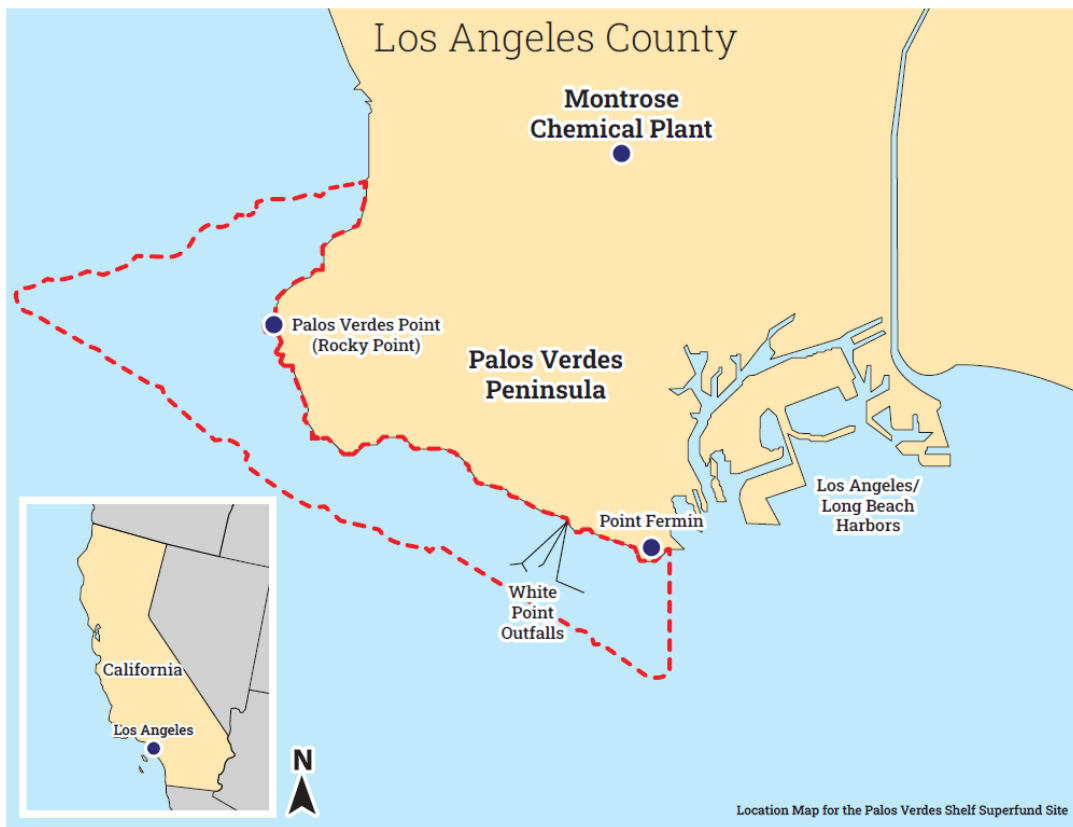 Los Angeles County
Montrose
Chemical Plant
Palos Verdes Point
(Rocky Point)
Palos Verdes
Peninsula
Los Angeles/
Long Beach
Harbors
Point Fermin
White
Point
Outfalls
California
Los Angeles
N
Location Map for the Palos Verdes Shelf Superfund Site